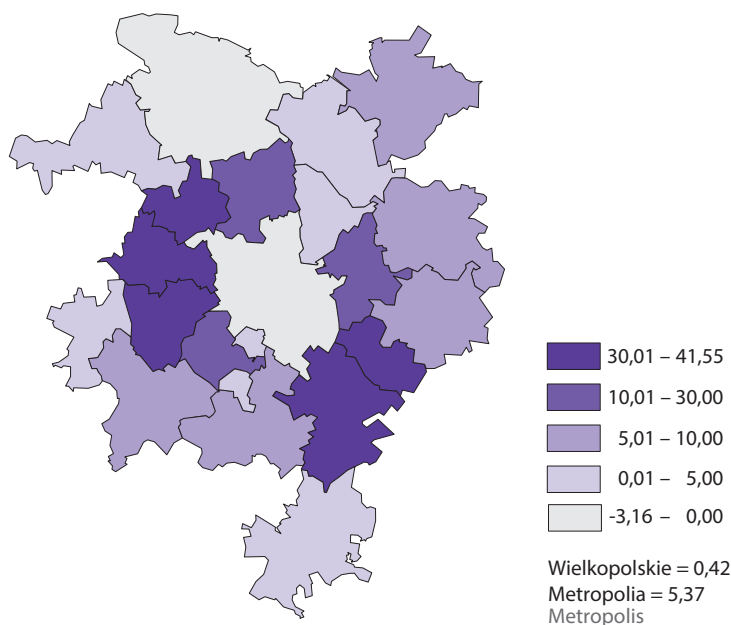 30,01 – 41,55
10,01 – 30,00
5,01 – 10,00
0,01 – 5,00
-3,16 – 0,00
Wielkopolskie = 0,42
Metropolia = 5,37
Metropolis